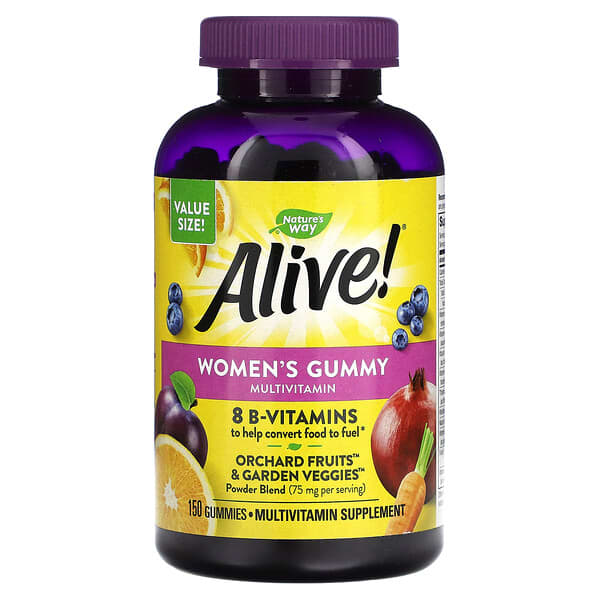 VALUE
SIZE!
Nature's
Way
Alive!
WOMEN'S GUMMY
MULTIVITAMIN
8 B-VITAMINS
to help convert food to fuel*
ORCHARD FRUITS™
& GARDEN VEGGIES™
Powder Blend (75 mg per serving)
150 GUMMIES • MULTIVITAMIN SUPPLEMENT